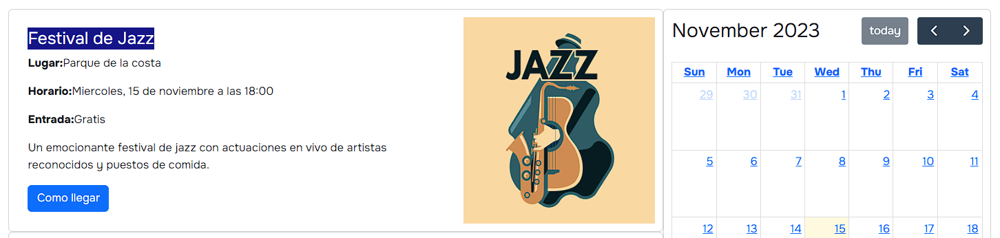 Festival de Jazz
Lugar:Parque de la costa
Horario:Miercoles, 15 de noviembre a las 18:00
Entrada:Gratis
Un emocionante festival de jazz con actuaciones en vivo de artistas
reconocidos y puestos de comida.
Como llegar
JAZZ
November 2023
today
Sun Mon Tue Wed Thu Fri Sat
29 30 31 1 2 3 4
5 6 7 8 9 10 11
12 13 14 15 16 17 18